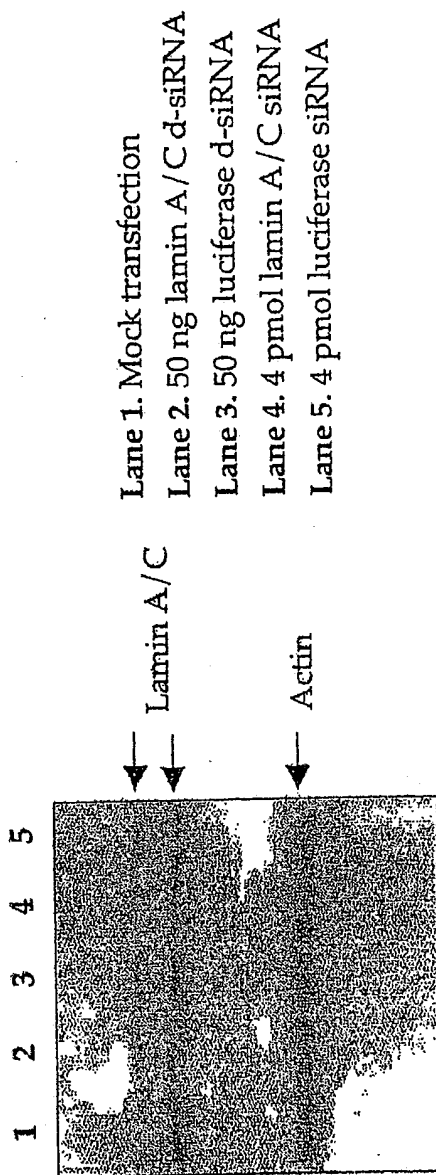 1 2 3 4 5
Lamin A/C
Actin
Lane 1. Mock transfection
Lane 2. 50 ng lamin A/C d-siRNA
Lane 3. 50 ng luciferase d-siRNA
Lane 4. 4 pmol lamin A/C siRNA
Lane 5. 4 pmol luciferase siRNA